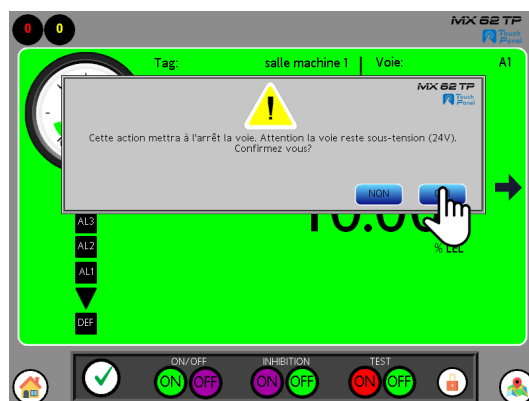 0 0
MX 62 TP
Touch
Panel
Tag: salle machine 1 Voie: A1
MX 62 TP
Touch
Panel
Cette action mettra à l'arrêt la voie. Attention la voie reste sous-tension (24V).
Confirmez vous?
NON
% LEL
AL3
AL2
AL1
DEF
ON/OFF INHIBITION TEST
ON OFF ON OFF ON OFF